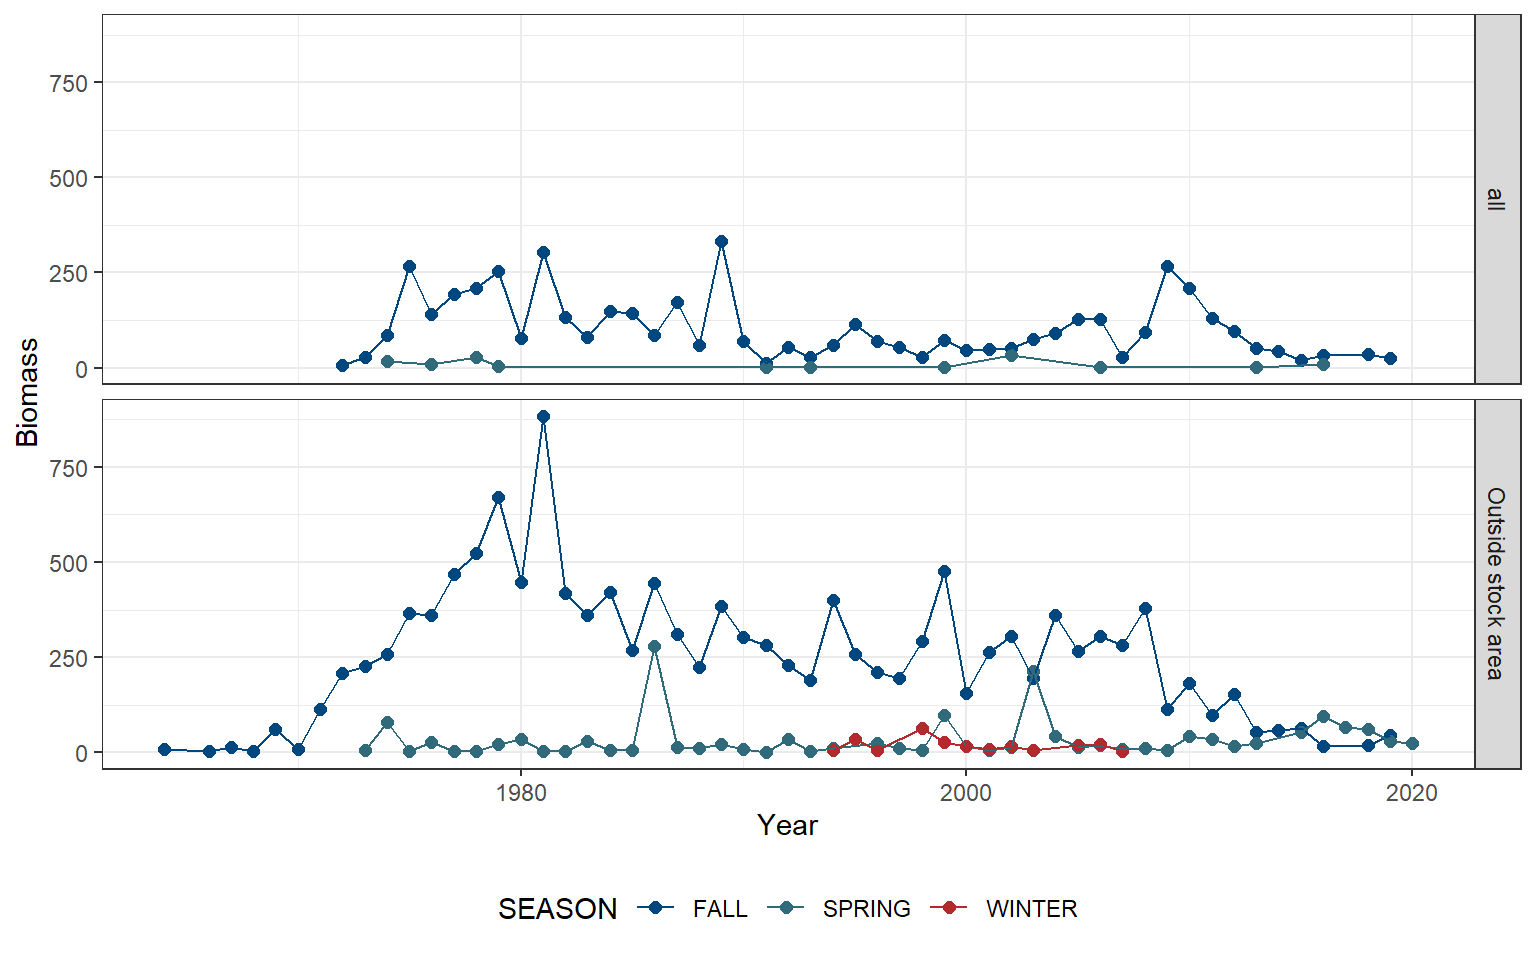 750
500
250
0
all
750
500
250
0
Outside stock area
Biomass
1980 2000 2020
Year
SEASON FALL SPRING WINTER